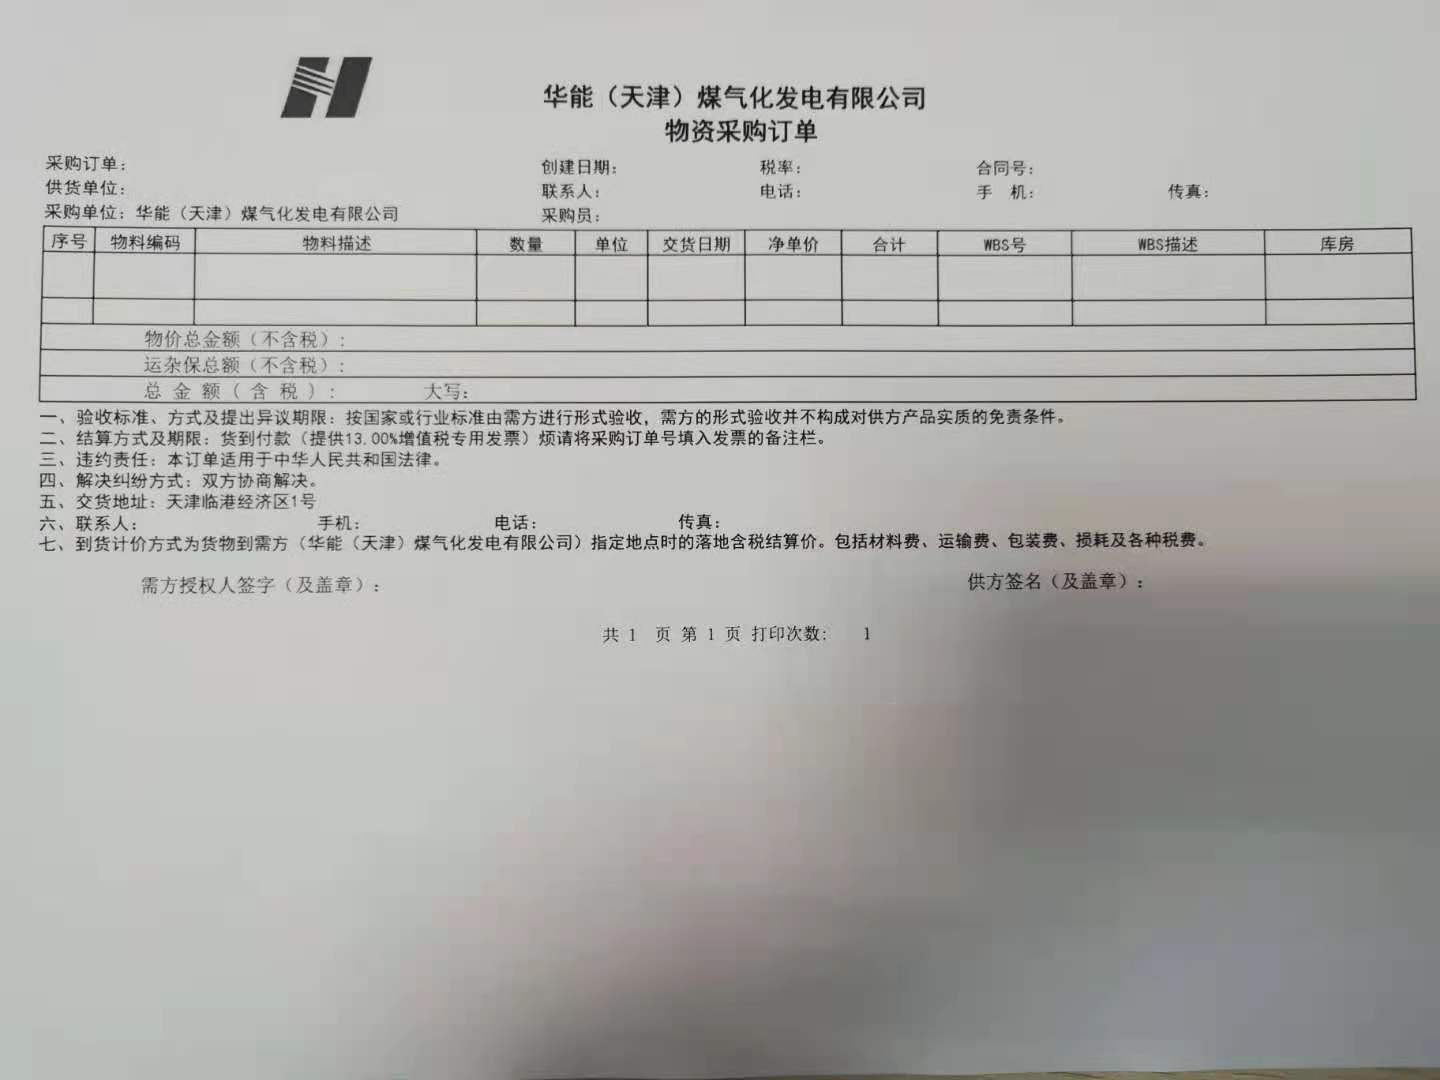 华能（天津）煤气化发电有限公司
物资采购订单
采购订单： 创建日期： 税率： 合同号：
供货单位： 联系人： 电话： 手 机： 传真：
采购单位：华能（天津）煤气化发电有限公司 采购员：
序号 物料编码 物料描述 数量 单位 交货日期 净单价 合计 WBS号 WBS描述 库房
物价总金额（不含税）：
运杂保总额（不含税）：
总 金 额 （ 含 税 ）： 大写：
一、验收标准、方式及提出异议期限：按国家或行业标准由需方进行形式验收，需方的形式验收并不构成对供方产品实质的免责条件。
二、结算方式及期限：货到付款（提供13.00%增值税专用发票）烦请将采购订单号填入发票的备注栏。
三、违约责任：本订单适用于中华人民共和国法律。
四、解决纠纷方式：双方协商解决。
五、交货地址：天津临港经济区1号
六、联系人： 手机： 电话： 传真：
七、到货计价方式为货物到需方（华能（天津）煤气化发电有限公司）指定地点时的落地含税结算价。包括材料费、运输费、包装费、损耗及各种税费。
需方授权人签字（及盖章）： 供方签名（及盖章）：
共 1 页 第 1 页 打印次数： 1